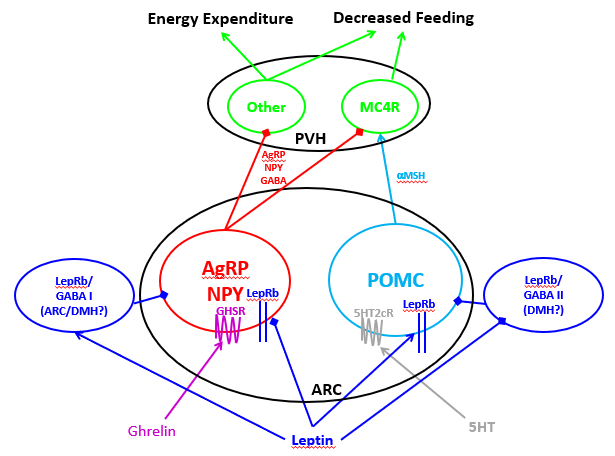 Energy Expenditure
Decreased Feeding
Other
MC4R
PVH
AgRP
NPY
GABA
αMSH
LepRb/
GABA I
(ARC/DMH?)
AgRP
NPY
LepRb
GHSR
POMC
LepRb
5HT2cR
LepRb/
GABA II
(DMH?)
ARC
Ghrelin
Leptin
5HT